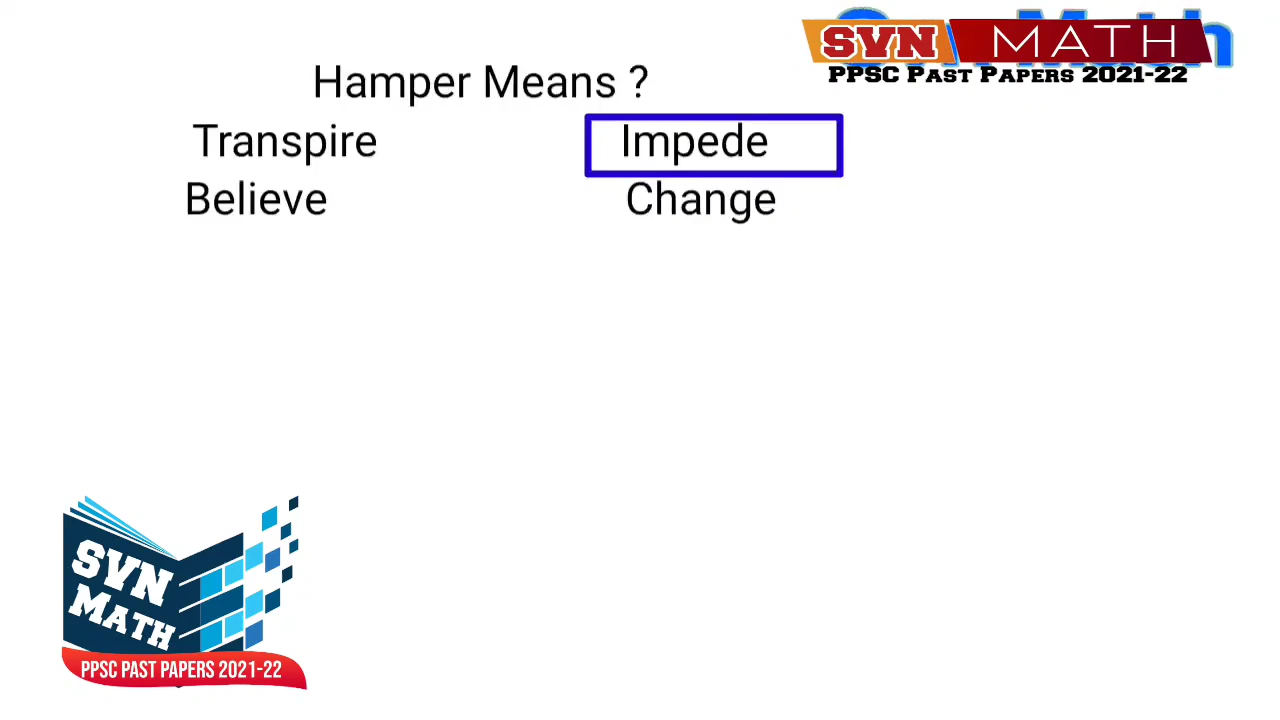 SVN MATH
PPSC PAST PAPERS 2021-22
Hamper Means ?
Transpire Impede
Believe Change
SVN
MATH
PPSC PAST PAPERS 2021-22